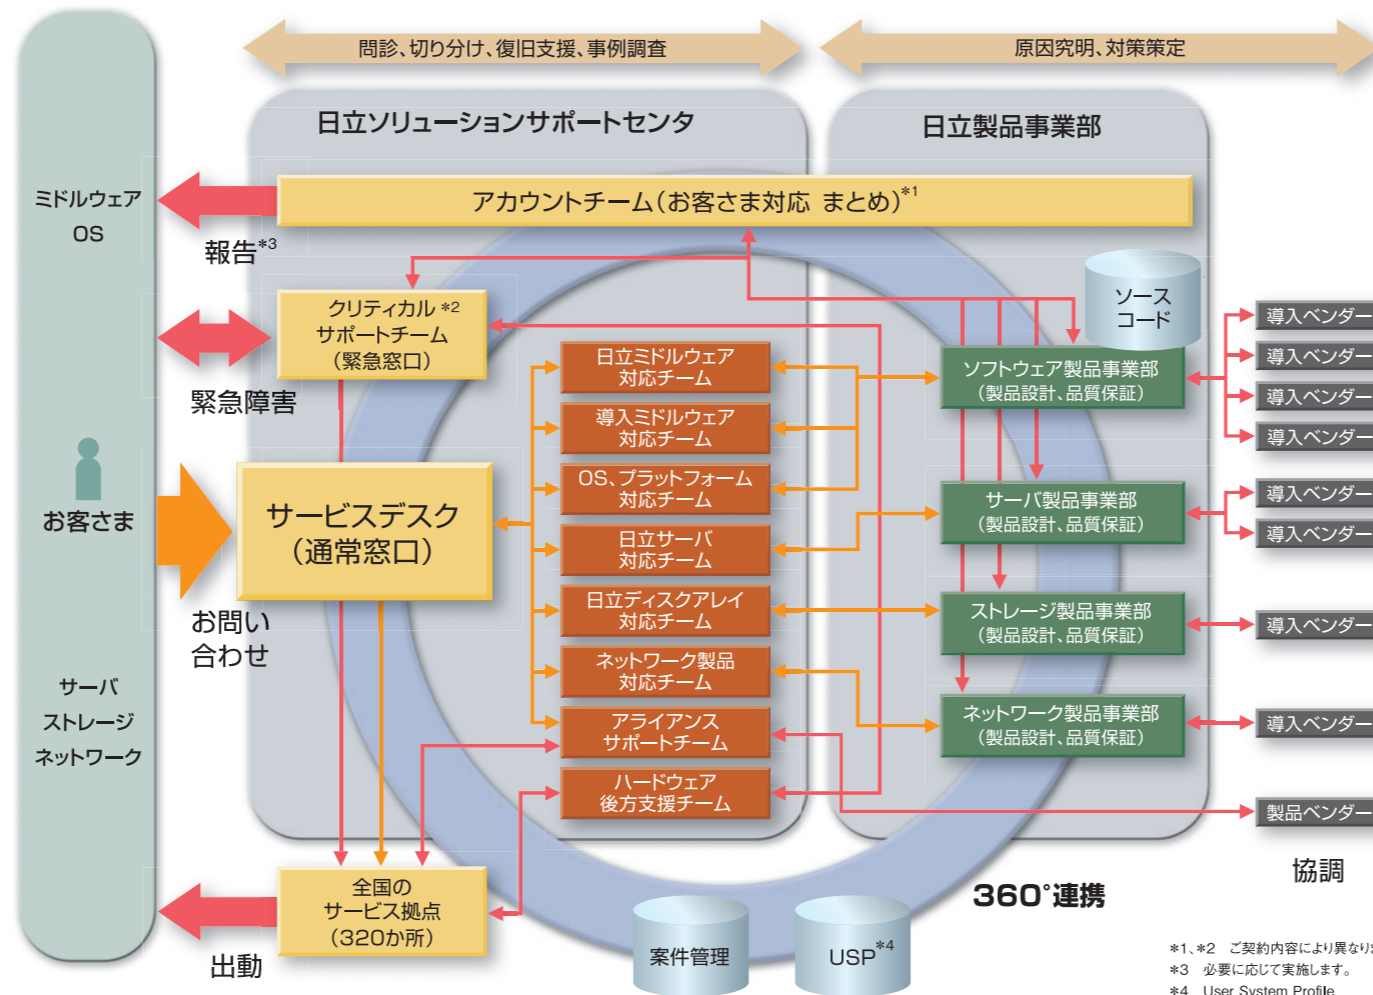 問診、切り分け、復旧支援、事例調査
原因究明、対策策定
日立ソリューションサポートセンタ
日立製品事業部
アカウントチーム(お客さま対応 まとめ)*1
ミドルウェア
OS
報告*3
クリティカル*2
サポートチーム
(緊急窓口)
緊急障害
お客さま
サービスデスク
(通常窓口)
お問い
合わせ
サーバ
ストレージ
ネットワーク
全国の
サービス拠点
(320か所)
出動
日立ミドルウェア
対応チーム
導入ミドルウェア
対応チーム
OS、プラットフォーム
対応チーム
日立サーバ
対応チーム
日立ディスクアレイ
対応チーム
ネットワーク製品
対応チーム
アライアンス
サポートチーム
ハードウェア
後方支援チーム
ソース
コード
ソフトウェア製品事業部
(製品設計、品質保証)
サーバ製品事業部
(製品設計、品質保証)
ストレージ製品事業部
(製品設計、品質保証)
ネットワーク製品事業部
(製品設計、品質保証)
導入ベンダー
導入ベンダー
導入ベンダー
導入ベンダー
導入ベンダー
導入ベンダー
導入ベンダー
導入ベンダー
製品ベンダー
協調
360°連携
案件管理
USP*4
*1、*2 ご契約内容により異なりま
*3 必要に応じて実施します。
*4 User System Profile